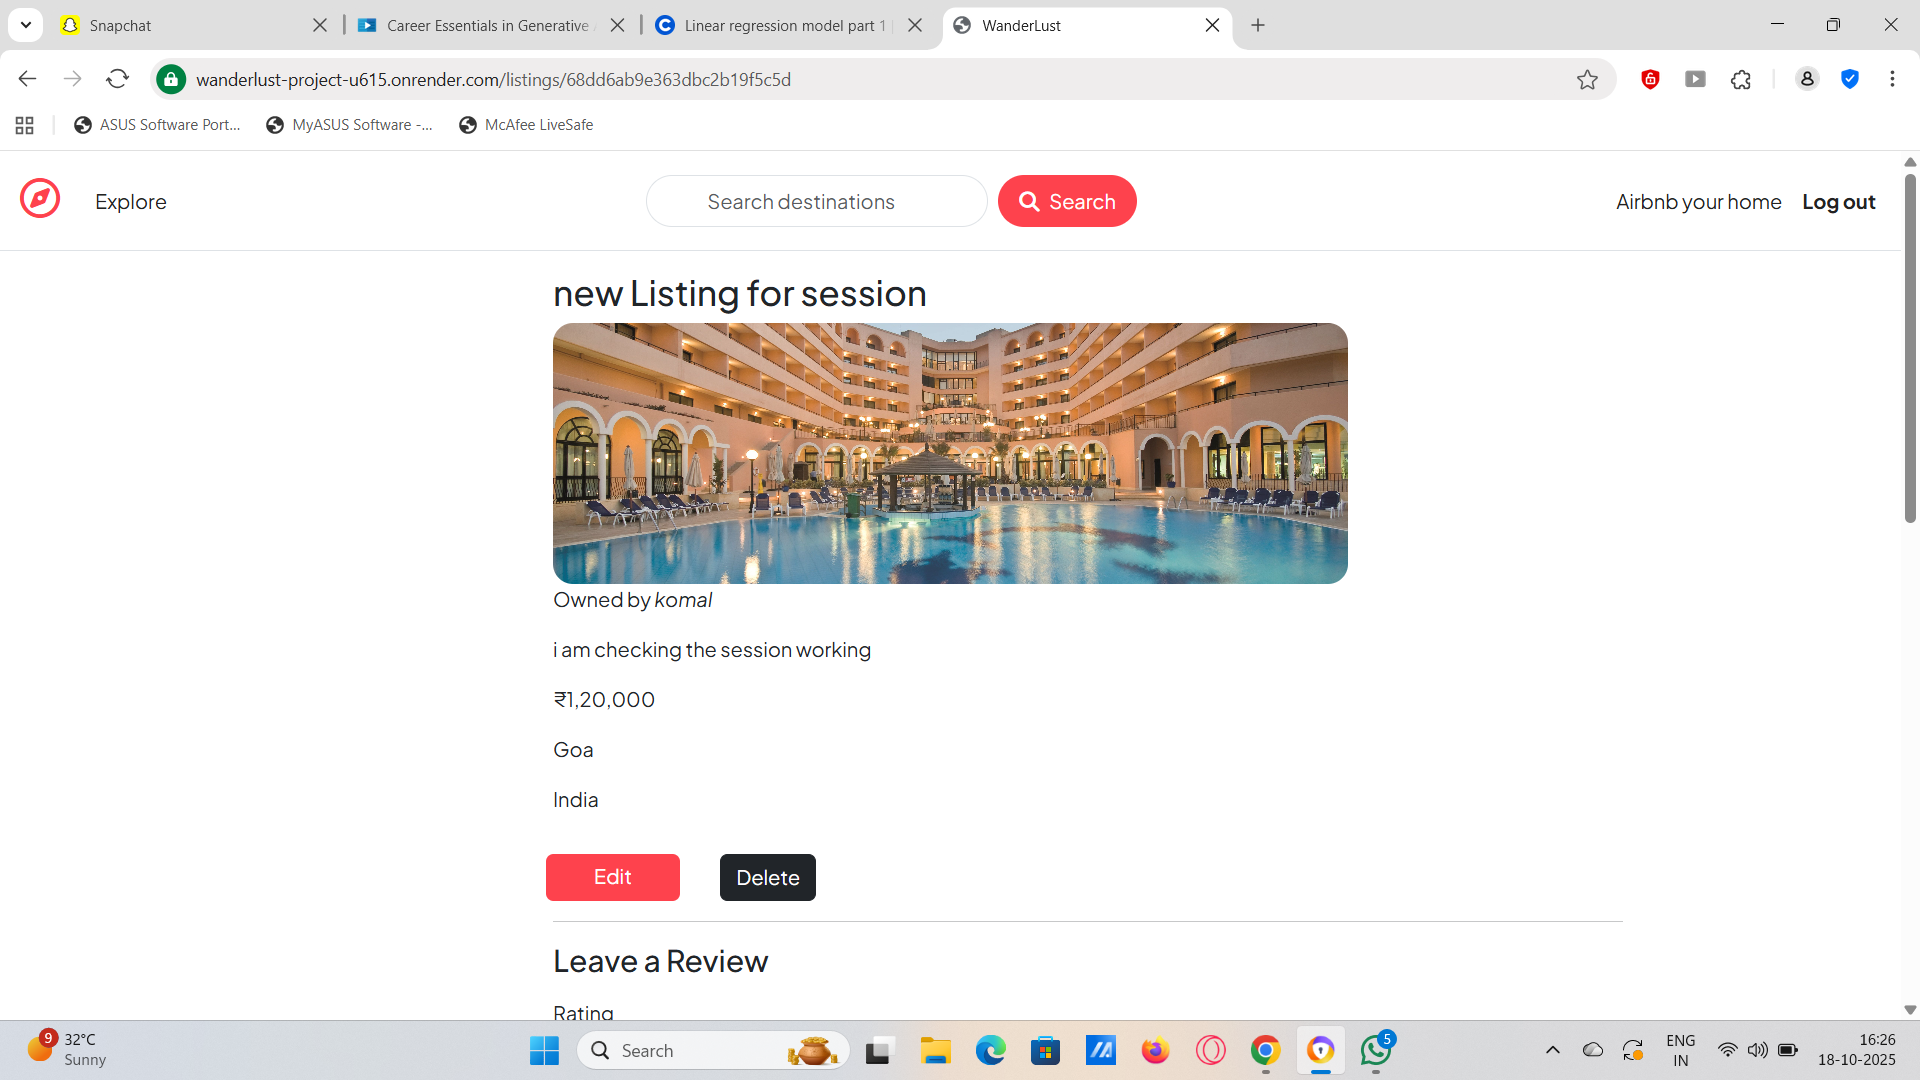 Snapchat
Career Essentials in Generative
Linear regression model part 1
WanderLust
wanderlust-project-u615.onrender.com/listings/68dd6ab9e363dbc2b19f5c5d
ASUS Software Port...
MyASUS Software -...
McAfee LiveSafe
Explore
Search destinations
Search
Airbnb your home
Log out
new Listing for session
Owned by komal
i am checking the session working
₹1,20,000
Goa
India
Edit
Delete
Leave a Review
Rating
9
32°C
Sunny
Search
5
ENG
IN
16:26
18-10-2025